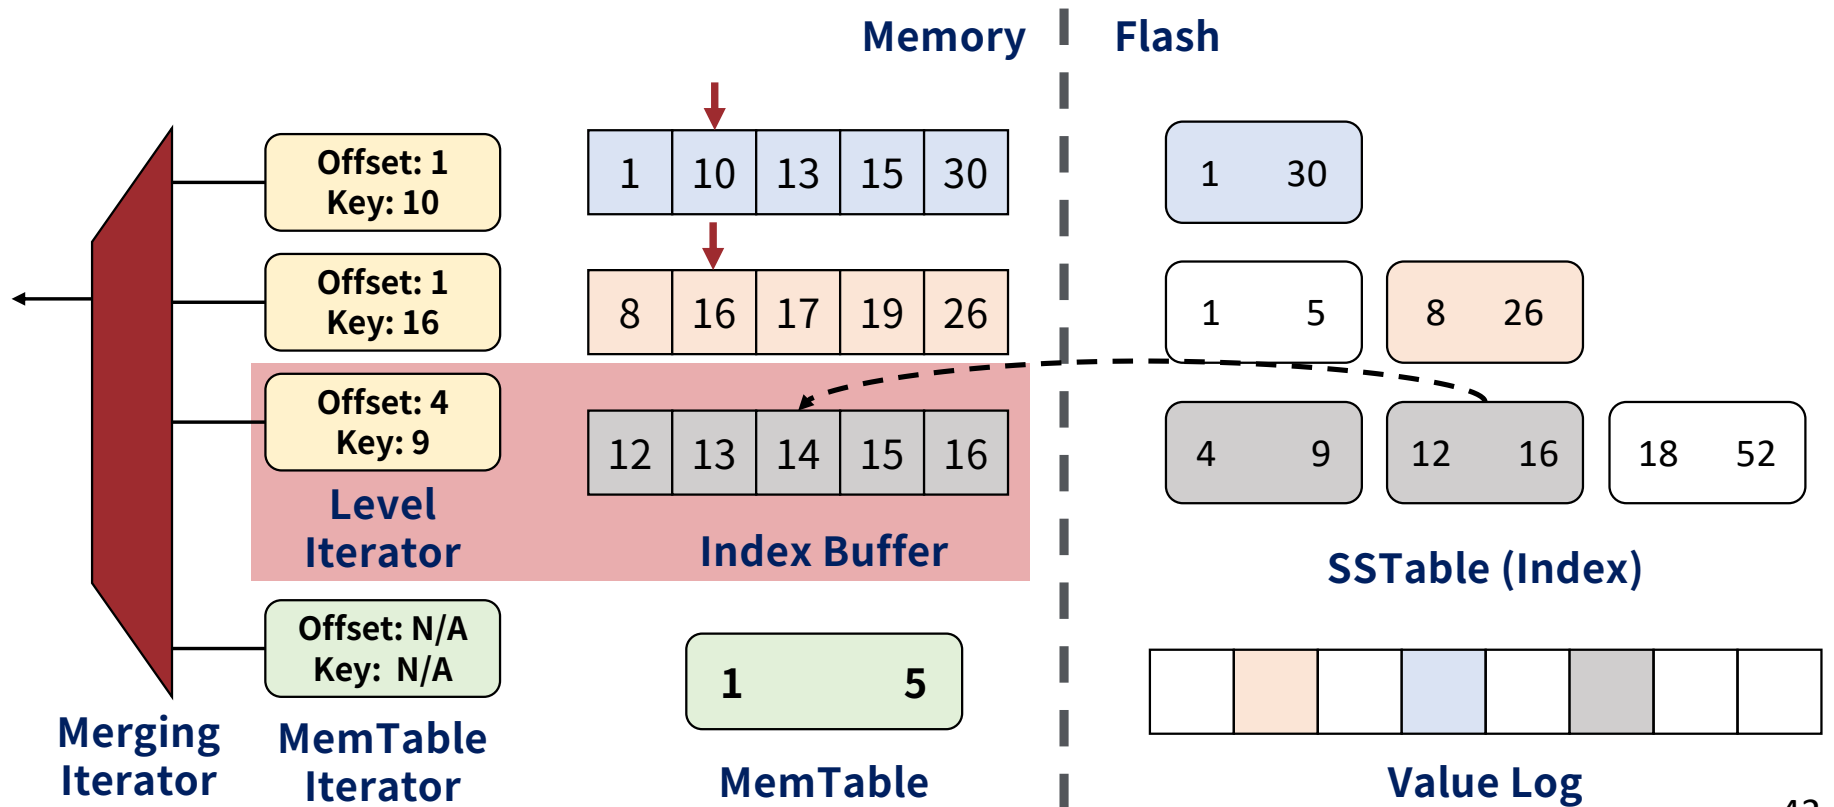 Memory
Flash
Offset: 1
Key: 10
1 10 13 15 30
1 30
Offset: 1
Key: 16
8 16 17 19 26
1 5
8 26
Offset: 4
Key: 9
12 13 14 15 16
4 9
12 16
18 52
Level
Iterator
Index Buffer
SSTable (Index)
Offset: N/A
Key: N/A
1 5
Merging
Iterator
MemTable
Iterator
MemTable
Value Log